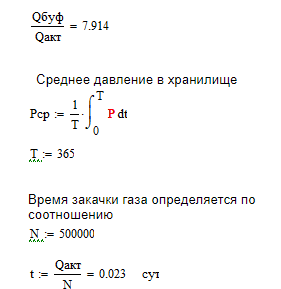 Qбуф
Qакт
= 7.914
Среднее давление в хранилище
Pср := 1/T · ∫₀ᵀ P dt
T := 365
Время закачки газа определяется по
соотношению
N := 500000
t := Qакт/N = 0.023 сут